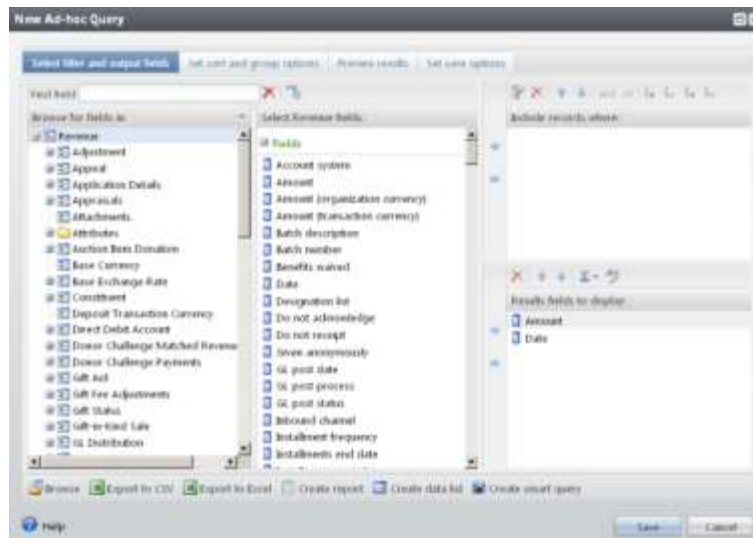 New Ad-hoc Query
Select filter and output fields
Set sort and group options
Preview results
Set save options
Find field:
Browse for fields in:
Revenue
Adjustment
Appeal
Application Details
Appraisals
Attachments
Attributes
Auction Item Donation
Base Currency
Base Exchange Rate
Constituent
Deposit Transaction Currency
Direct Debit Account
Donor Challenge Matched Revenue
Donor Challenge Payments
Gift Aid
Gift Fee Adjustments
Gift Status
Gift-in-Kind Sale
GL Distribution
Select Revenue fields:
Fields
Account system
Amount
Amount (organization currency)
Amount (transaction currency)
Batch description
Batch number
Benefits waived
Date
Designation list
Do not acknowledge
Do not receipt
Given anonymously
GL post date
GL post process
GL post status
Inbound channel
Installment frequency
Installments end date
Include records where:
Results fields to display:
Amount
Date
Browse
Export to CSV
Export to Excel
Create report
Create data list
Create smart query
Help
Save
Cancel